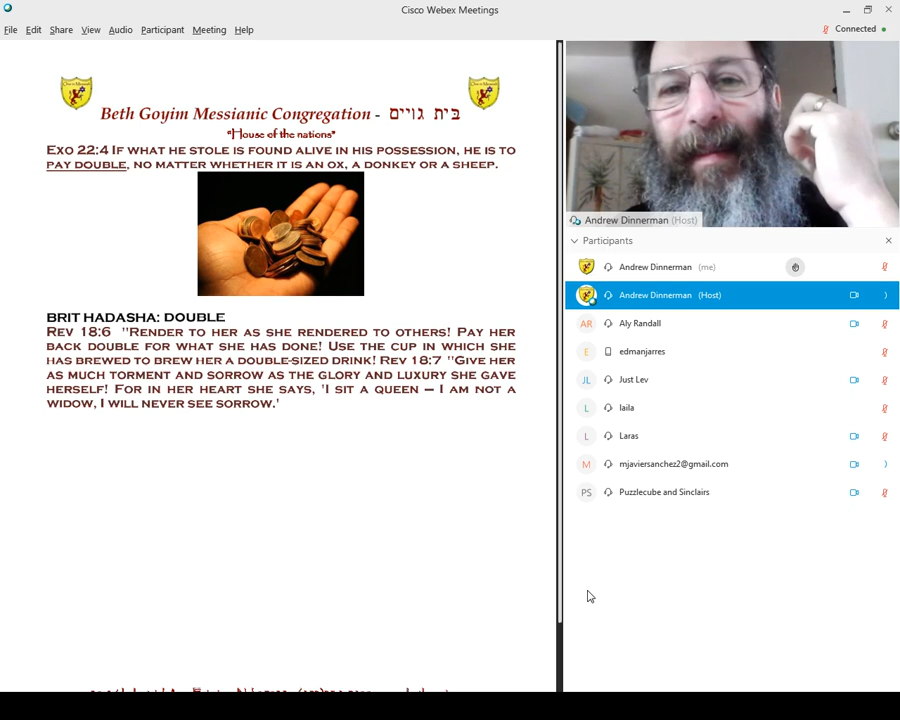 Cisco Webex Meetings
File Edit Share View Audio Participant Meeting Help
Connected
Beth Goyim Messianic Congregation - בית גויים
"House of the nations"
EXO 22:4 IF WHAT HE STOLE IS FOUND ALIVE IN HIS POSSESSION, HE IS TO
PAY DOUBLE, NO MATTER WHETHER IT IS AN OX, A DONKEY OR A SHEEP.
BRIT HADASHA: DOUBLE
REV 18:6 "RENDER TO HER AS SHE RENDERED TO OTHERS! PAY HER
BACK DOUBLE FOR WHAT SHE HAS DONE! USE THE CUP IN WHICH SHE
HAS BREWED TO BREW HER A DOUBLE-SIZED DRINK! REV 18:7 "GIVE HER
AS MUCH TORMENT AND SORROW AS THE GLORY AND LUXURY SHE GAVE
HERSELF! FOR IN HER HEART SHE SAYS, 'I SIT A QUEEN – I AM NOT A
WIDOW, I WILL NEVER SEE SORROW.'
Andrew Dinnerman (Host)
Participants
Andrew Dinnerman (me)
Andrew Dinnerman (Host)
AR Aly Randall
E edmanjarres
JL Just Lev
L laila
L Laras
M mjaviersanchez2@gmail.com
PS Puzzlecube and Sinclairs